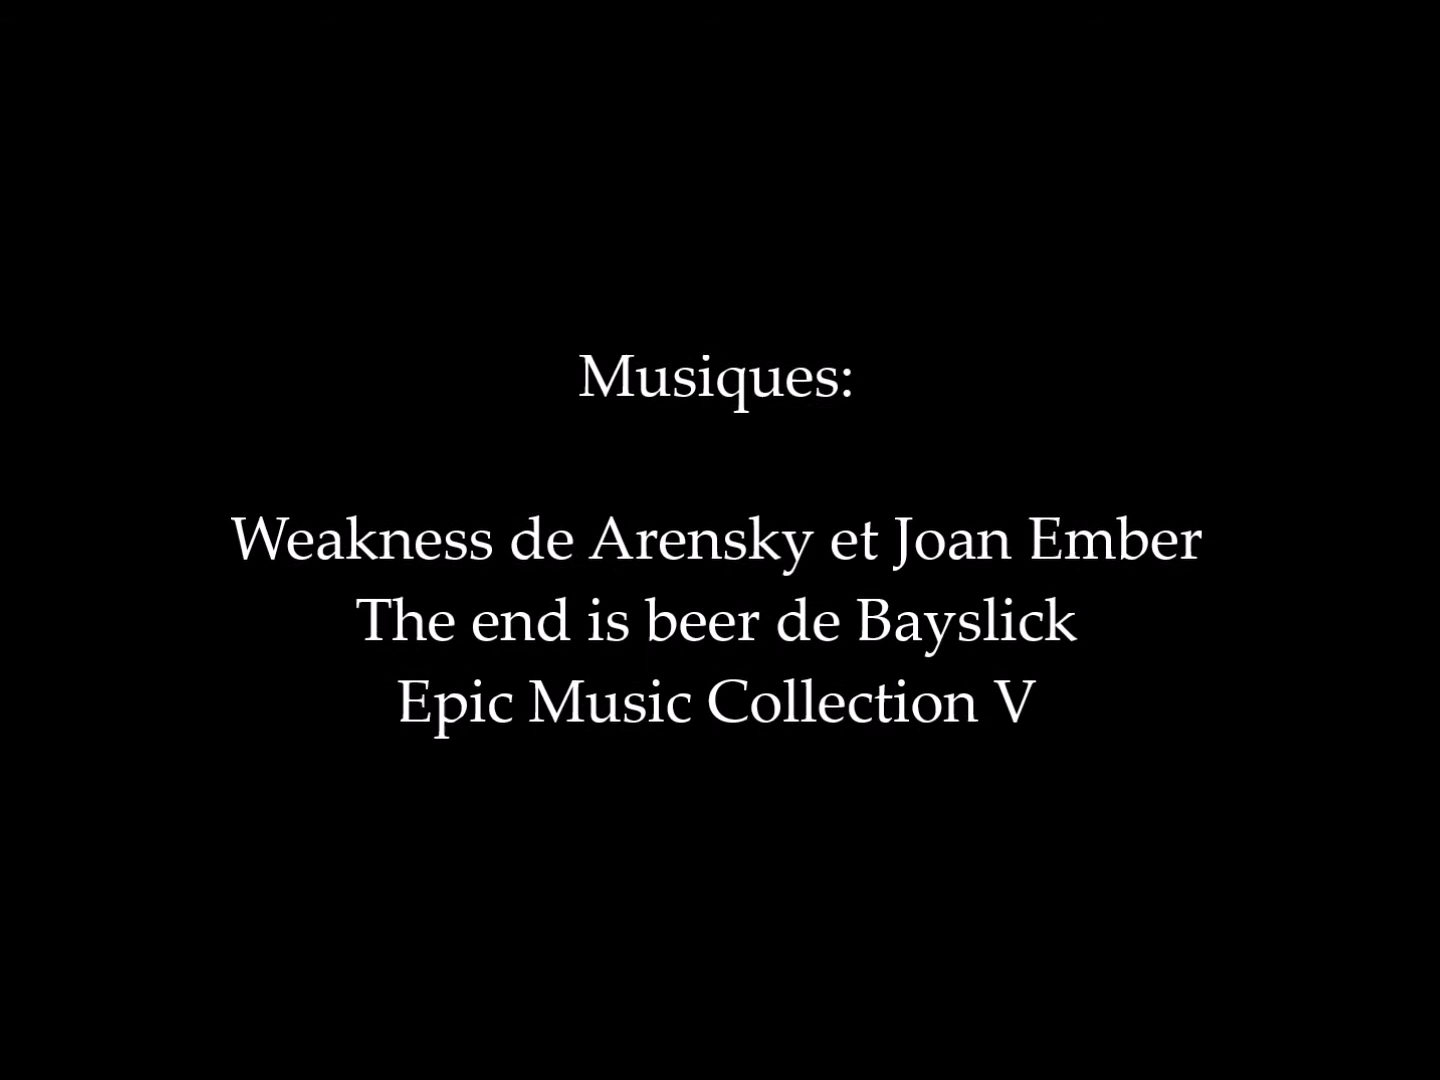 Musiques:
Weakness de Arensky et Joan Ember
The end is beer de Bayslick
Epic Music Collection V